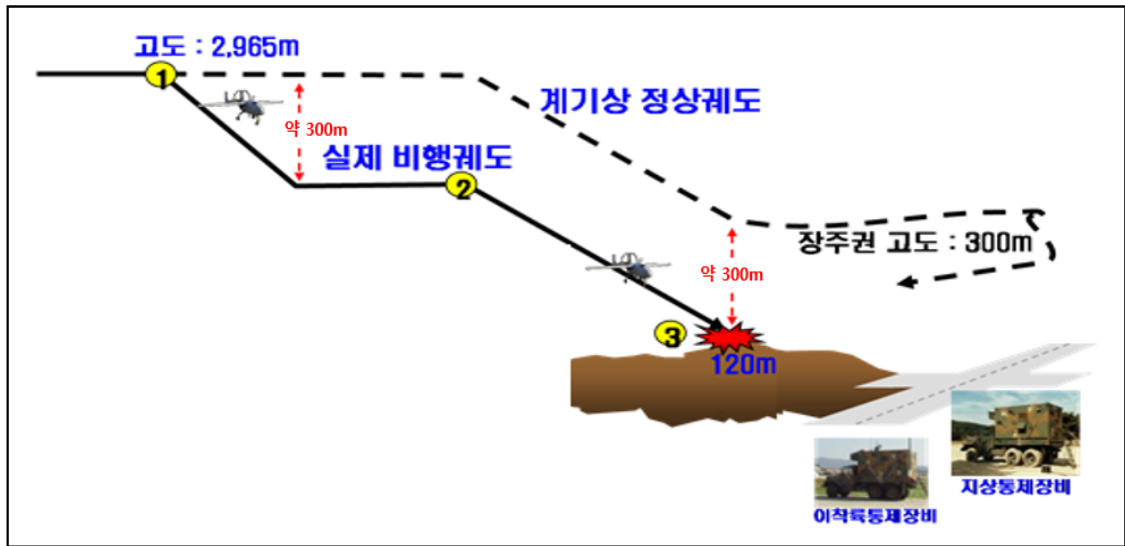 고도 : 2,965m
1
계기상 정상궤도
약 300m
실제 비행궤도
2
장주권 고도 : 300m
약 300m
3
120m
지상통제장비
이착륙통제장비